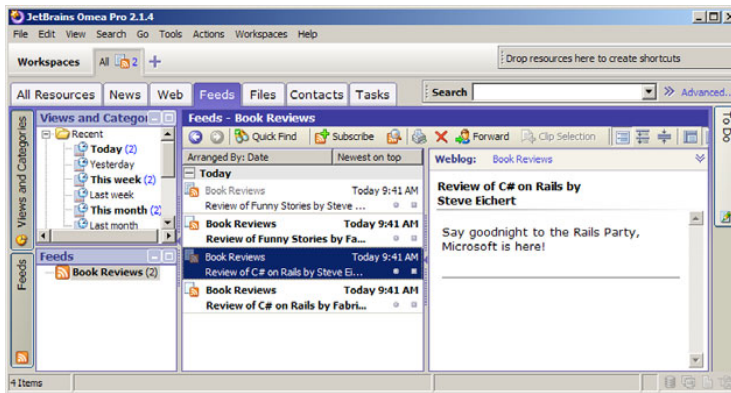 JetBrains Omea Pro 2.1.4
File Edit View Search Go Tools Actions Workspaces Help
Workspaces All 2 Drop resources here to create shortcuts
All Resources News Web Feeds Files Contacts Tasks Search Advanced...
Views and Categories
Views and Categor
Recent
Today (2)
Yesterday
This week (2)
Last week
This month (2)
Last month
Feeds
Feeds
Book Reviews (2)
Feeds - Book Reviews
Quick Find Subscribe Forward Clip Selection
Arranged By: Date Newest on top
Today
Book Reviews Today 9:41 AM
Review of Funny Stories by Steve ...
Book Reviews Today 9:41 AM
Review of Funny Stories by Fa...
Book Reviews Today 9:41 AM
Review of C# on Rails by Steve Ei...
Book Reviews Today 9:41 AM
Review of C# on Rails by Fabri...
Weblog: Book Reviews
Review of C# on Rails by
Steve Eichert
Say goodnight to the Rails Party,
Microsoft is here!
To Do
4 Items